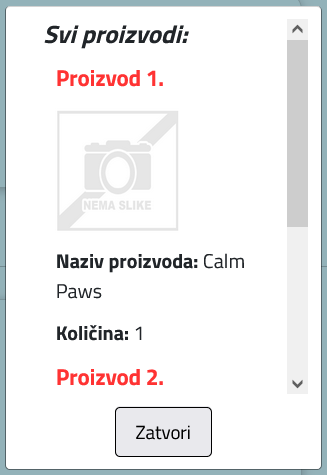 Svi proizvodi:
Proizvod 1.
NEMA SLIKE
Naziv proizvoda: Calm
Paws
Količina: 1
Proizvod 2.
Zatvori